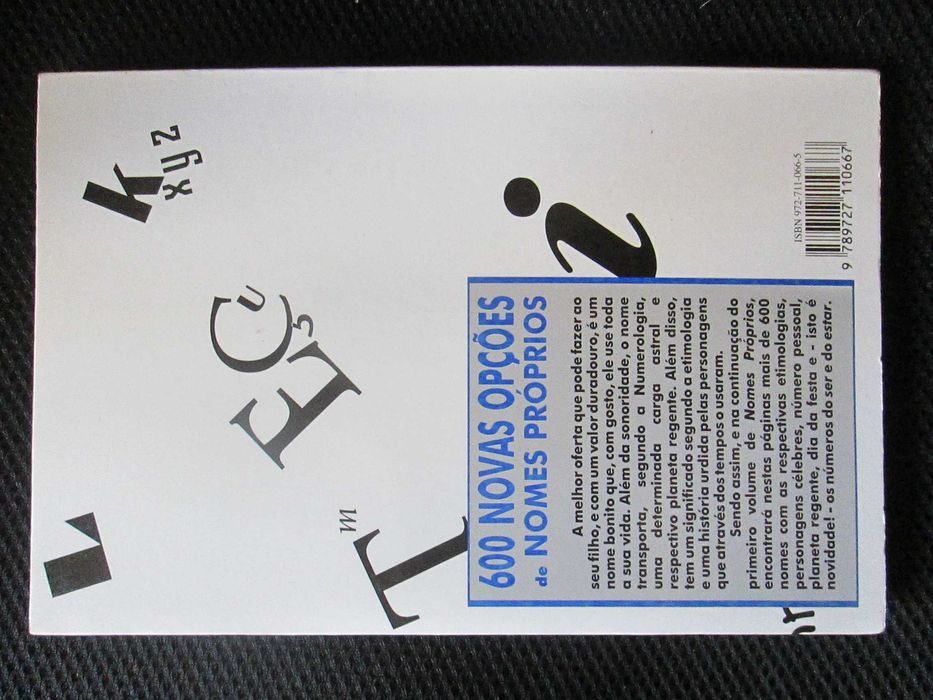 L
k
x y z
Ç
u
5
E
m
T
i
600 NOVAS OPÇÕES
de NOMES PRÓPRIOS
A melhor oferta que pode fazer ao
seu filho, e com um valor duradouro, é um
nome bonito que, com gosto, ele use toda
a sua vida. Além da sonoridade, o nome
transporta, segundo a Numerologia,
uma determinada carga astral e
respectivo planeta regente. Além disso,
tem um significado segundo a etimologia
e uma história urdida pelas personagens
que através dos tempos o usaram.
Sendo assim, e na continuação do
primeiro volume de Nomes Próprios,
encontrará nestas páginas mais de 600
nomes com as respectivas etimologias,
personagens célebres, número pessoal,
planeta regente, dia da festa e - isto é
novidade! - os números do ser e do estar.
ISBN 972-711-066-5
9 789727 110667